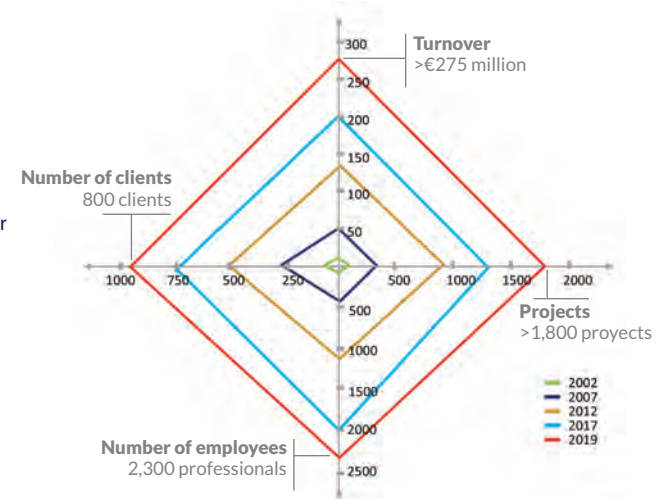 300
Turnover
>€275 million
250
200
150
Number of clients
800 clients
100
r
50
1000 750 500 250 500 1000 1500 2000
500
Projects
>1,800 proyects
1000
1500
2002
2007
2012
2017
2019
2000
Number of employees
2,300 professionals
2500